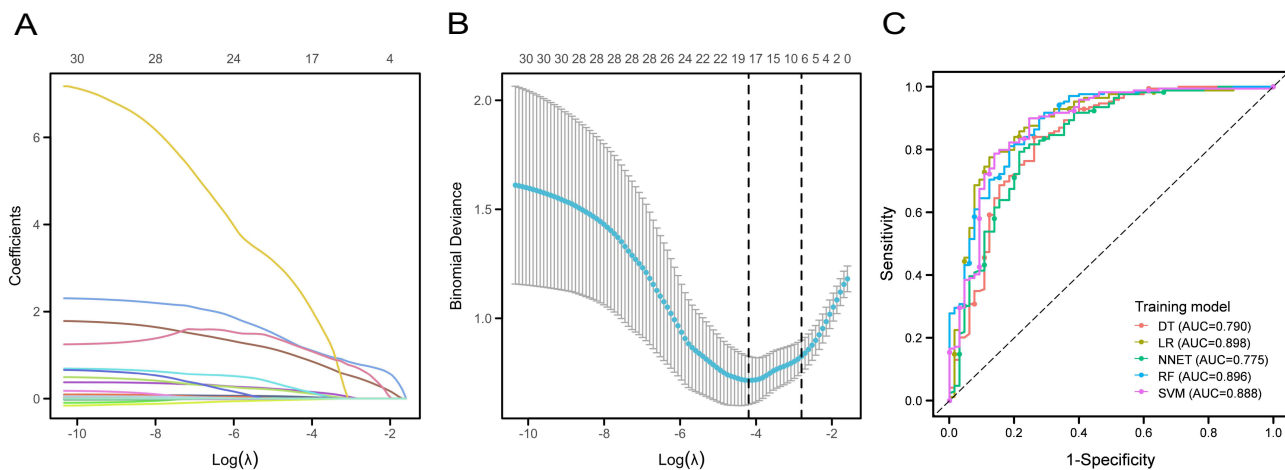 A
30 28 24 17 4
6
4
2
0
Coefficients
-10 -8 -6 -4 -2
Log(λ)
B
30 30 30 28 28 28 28 28 26 24 22 22 19 17 15 10 6 5 4 2 0
2.0
1.5
1.0
Binomial Deviance
-10 -8 -6 -4 -2
Log(λ)
C
1.0
0.8
0.6
0.4
0.2
0.0
Sensitivity
Training model
DT (AUC=0.790)
LR (AUC=0.898)
NNET (AUC=0.775)
RF (AUC=0.896)
SVM (AUC=0.888)
0.0 0.2 0.4 0.6 0.8 1.0
1-Specificity